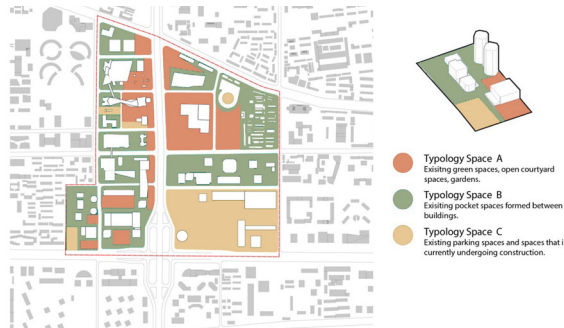 Typology Space A
Exisitng green spaces, open courtyard
spaces, gardens.
Typology Space B
Exisiting pocket spaces formed between
buildings.
Typology Space C
Existing parking spaces and spaces that i
currently undergoing construction.